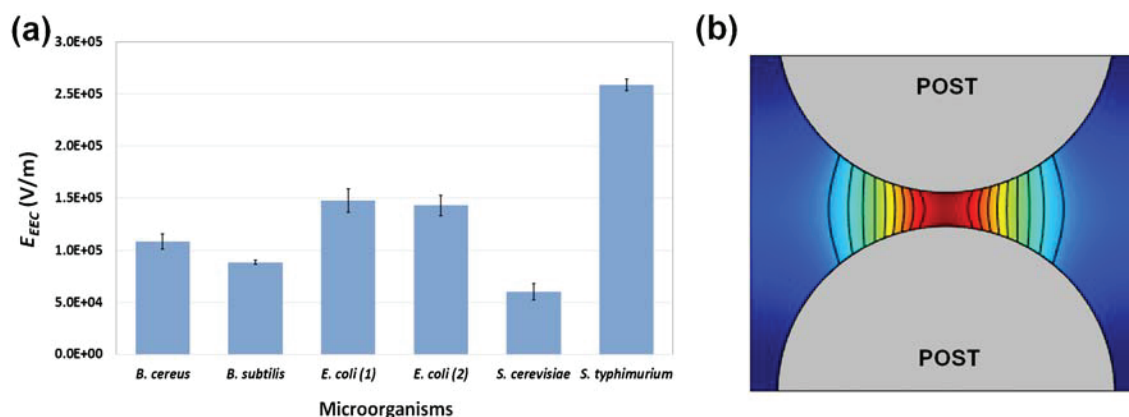 (a)
3.0E+05
2.5E+05
2.0E+05
1.5E+05
1.0E+05
5.0E+04
0.0E+00
E_EEC (V/m)
B. cereus B. subtilis E. coli (1) E. coli (2) S. cerevisiae S. typhimurium
Microorganisms
(b)
POST
POST